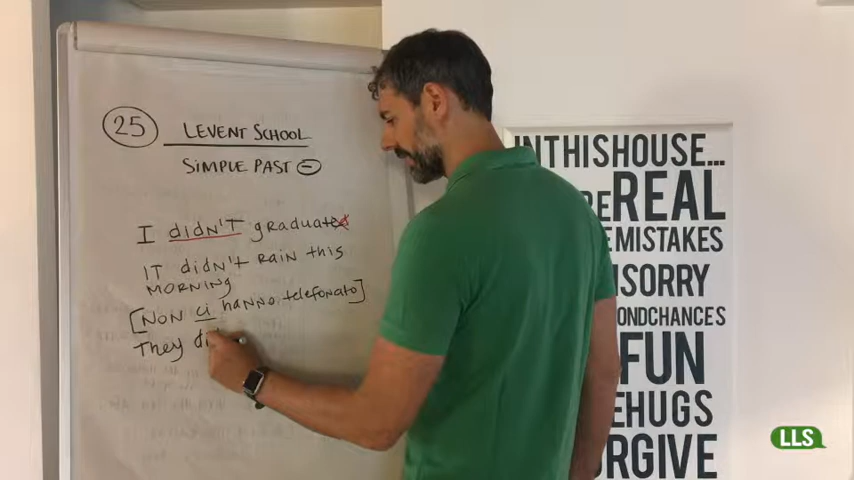 25
LEVENT SCHOOL
SIMPLE PAST -
I didn't graduated
IT didn't RAIN this
MORNING
[NON ci hanno telefonato]
They di
IN THIS HOUSE...
REAL
MISTAKES
SORRY
OND CHANCES
FUN
HUGS
RGIVE
LLS